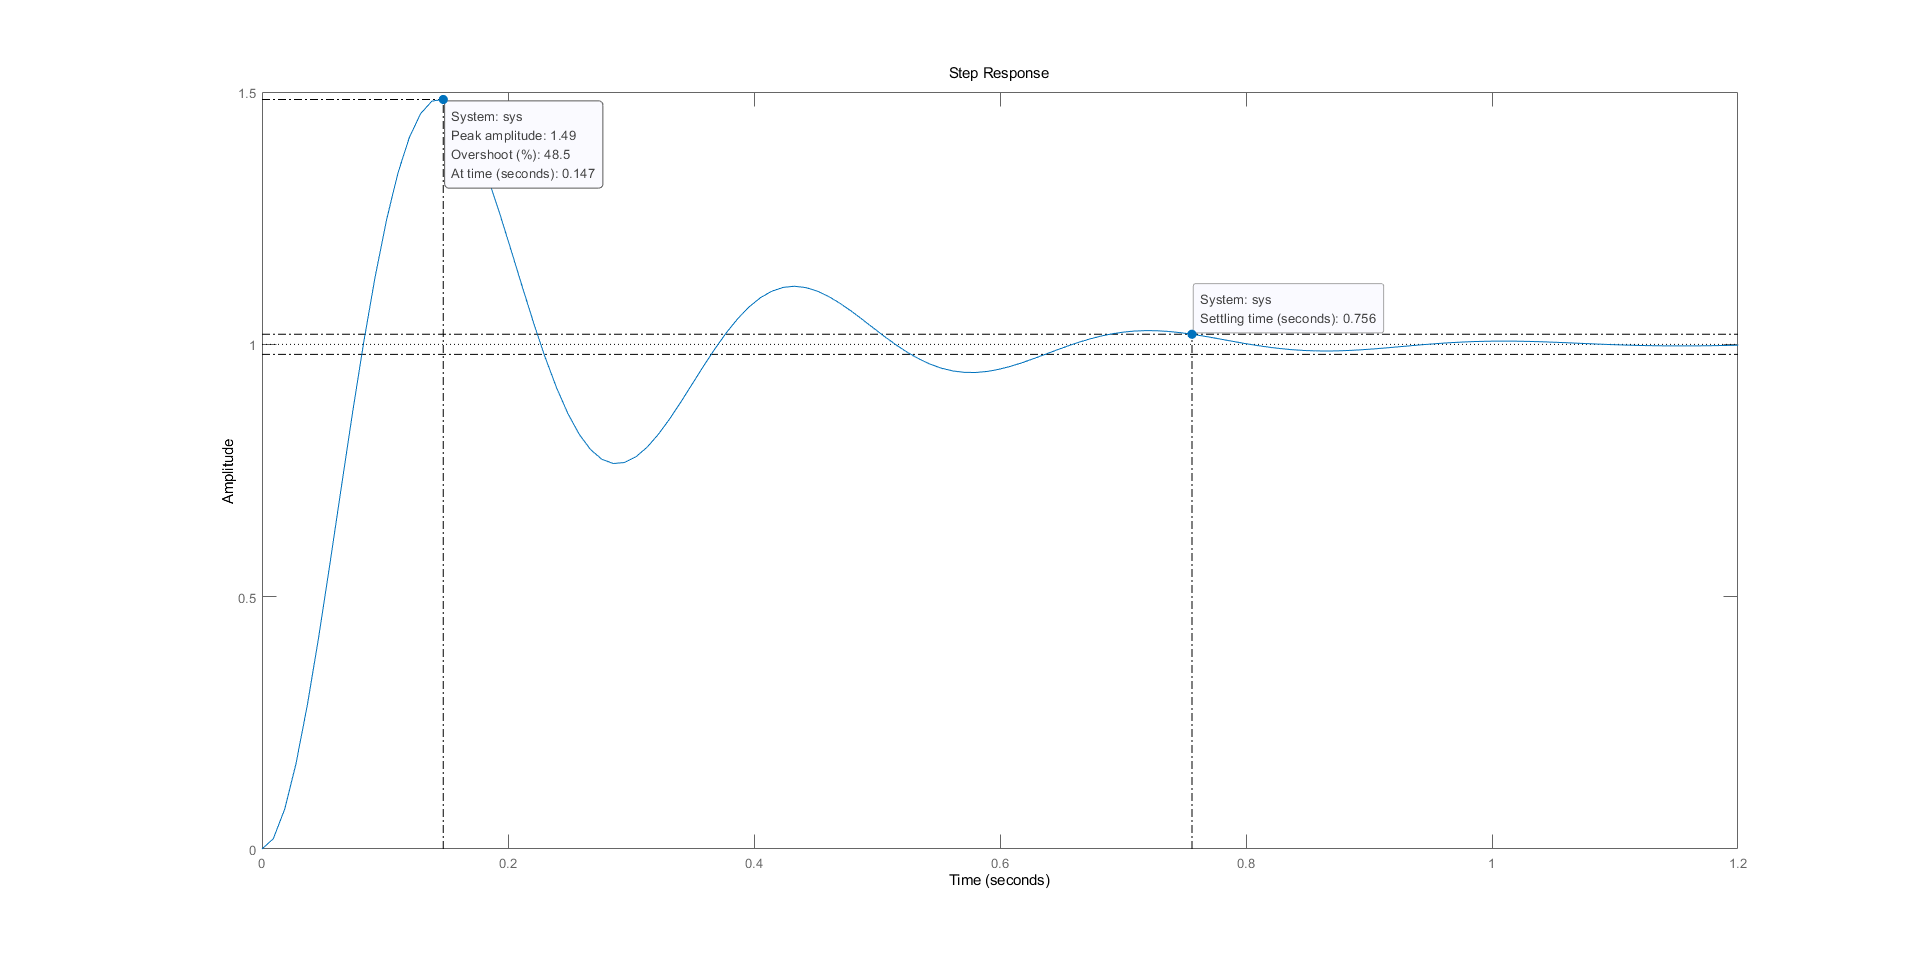 Step Response
1.5
System: sys
Peak amplitude: 1.49
Overshoot (%): 48.5
At time (seconds): 0.147
System: sys
Settling time (seconds): 0.756
1
Amplitude
0.5
0
0 0.2 0.4 0.6 0.8 1 1.2
Time (seconds)